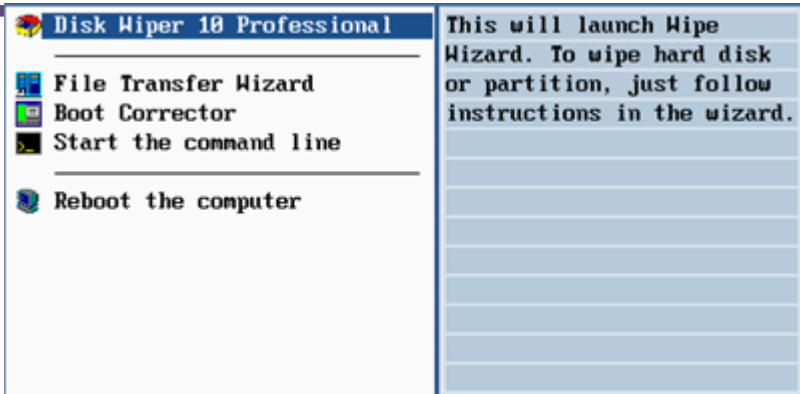 Disk Wiper 10 Professional
File Transfer Wizard
Boot Corrector
Start the command line
Reboot the computer
This will launch Wipe
Wizard. To wipe hard disk
or partition, just follow
instructions in the wizard.